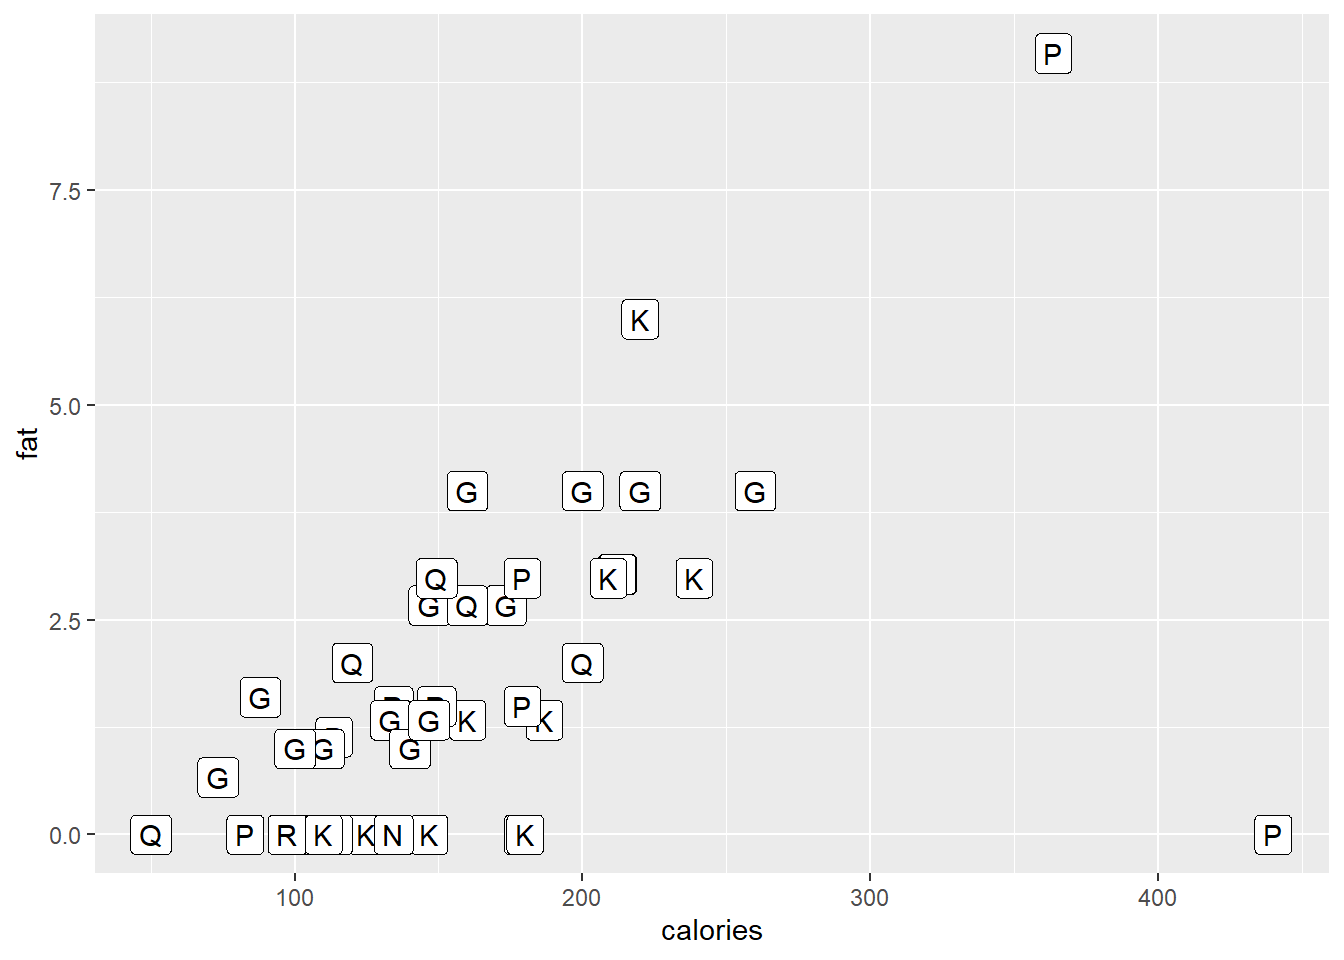 P
7.5
K
5.0
fat
G G G G
Q P K K
G Q G
2.5
Q Q
G
P
G G K K
G G G
G
0.0
Q P R K K N K K P
100 200 300 400
calories